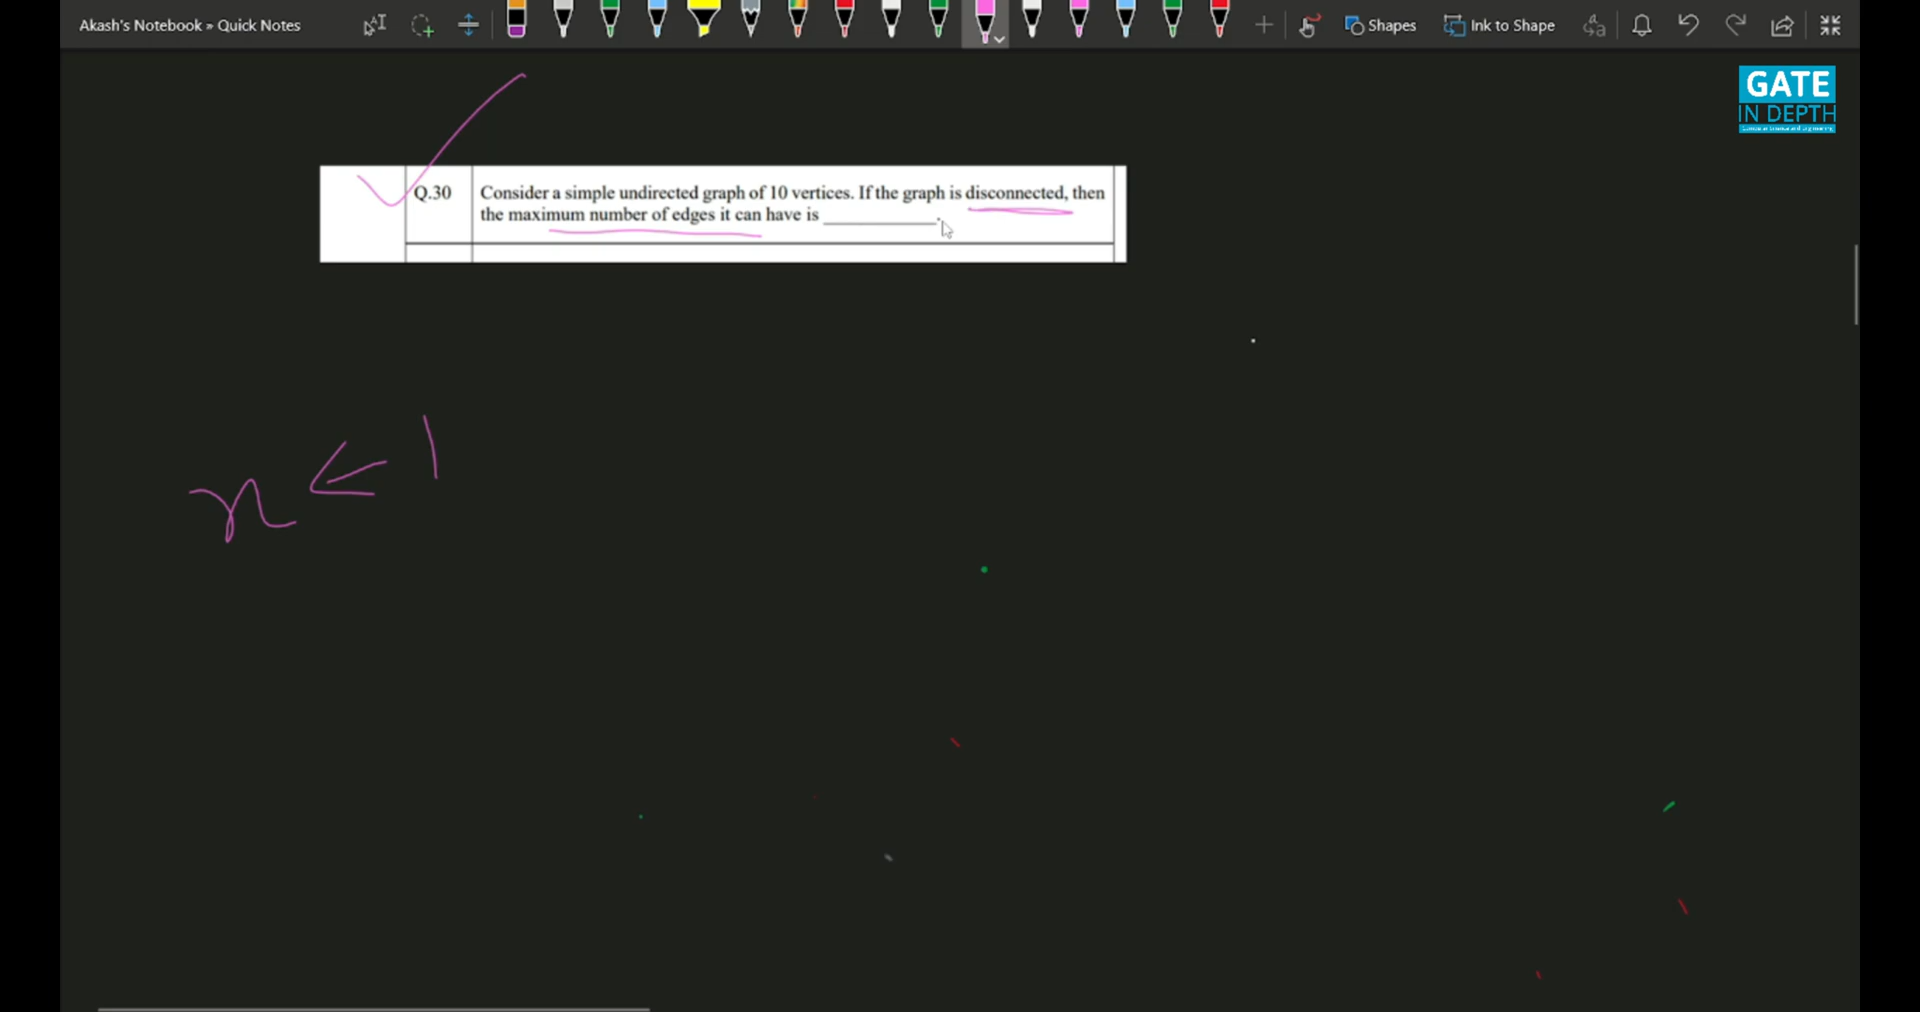 Akash's Notebook » Quick Notes
Shapes
Ink to Shape
GATE
IN DEPTH
Q.30
Consider a simple undirected graph of 10 vertices. If the graph is disconnected, then
the maximum number of edges it can have is ____________.
n ← 1